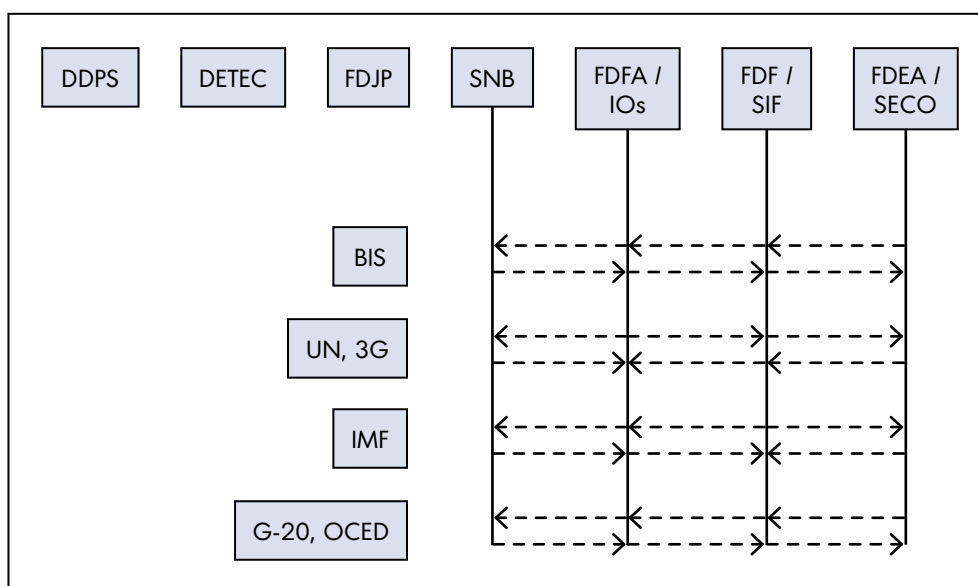 DDPS
DETEC
FDJP
SNB
FDFA /
IOs
FDF /
SIF
FDEA /
SECO
BIS
UN, 3G
IMF
G-20, OCED